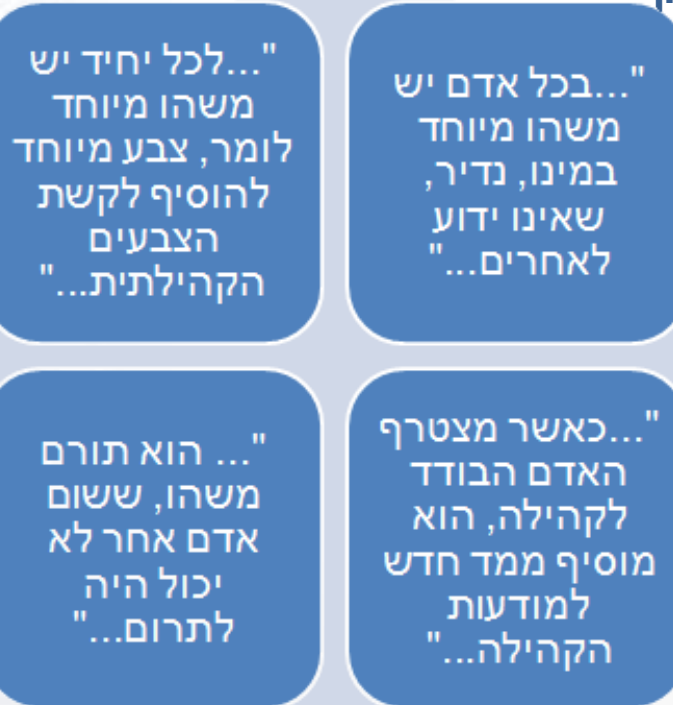 "...בכל אדם יש
משהו מיוחד
במינו, נדיר,
שאינו ידוע
לאחרים..."
"...לכל יחיד יש
משהו מיוחד
לומר, צבע מיוחד
להוסיף לקשת
הצבעים
הקהילתית..."
"...כאשר מצטרף
האדם הבודד
לקהילה, הוא
מוסיף ממד חדש
למודעות
הקהילה..."
"... הוא תורם
משהו, ששום
אדם אחר לא
יכול היה
לתרום..."